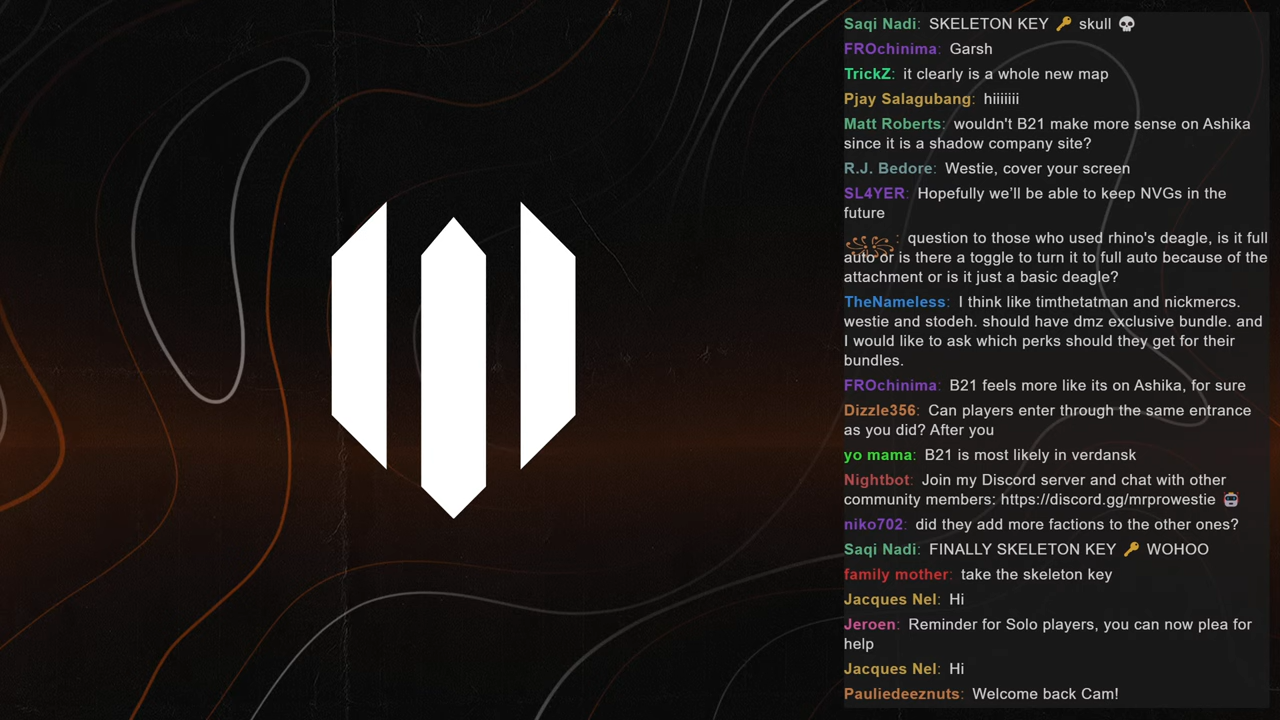 Saqi Nadi: SKELETON KEY 🔑 skull 💀
FROchinima: Garsh
TrickZ: it clearly is a whole new map
Pjay Salagubang: hiiiiiii
Matt Roberts: wouldn't B21 make more sense on Ashika
since it is a shadow company site?
R.J. Bedore: Westie, cover your screen
SL4YER: Hopefully we’ll be able to keep NVGs in the
future
: question to those who used rhino's deagle, is it full
auto or is there a toggle to turn it to full auto because of the
attachment or is it just a basic deagle?
TheNameless: I think like timthetatman and nickmercs.
westie and stodeh. should have dmz exclusive bundle. and
I would like to ask which perks should they get for their
bundles.
FROchinima: B21 feels more like its on Ashika, for sure
Dizzle356: Can players enter through the same entrance
as you did? After you
yo mama: B21 is most likely in verdansk
Nightbot: Join my Discord server and chat with other
community members: https://discord.gg/mrprowestie 🤖
niko702: did they add more factions to the other ones?
Saqi Nadi: FINALLY SKELETON KEY 🔑 WOHOO
family mother: take the skeleton key
Jacques Nel: Hi
Jeroen: Reminder for Solo players, you can now plea for
help
Jacques Nel: Hi
Pauliedeeznuts: Welcome back Cam!